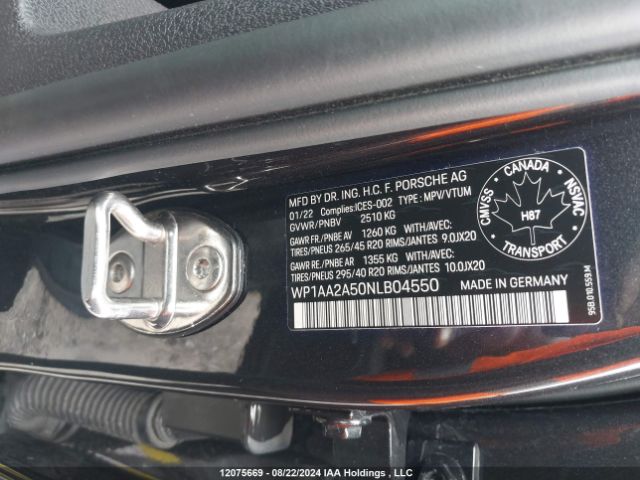 MFD BY DR. ING. H.C. F. PORSCHE AG
01/22 Complies:ICES-002 TYPE : MPV/VTUM
GVWR/PNBV 2510 KG
GAWR FR./PNBE AV 1260 KG WITH/AVEC:
TIRES/PNEUS 265/45 R20 RIMS/JANTES 9.0JX20
GAWR RE./PNBE AR 1355 KG WITH/AVEC:
TIRES/PNEUS 295/40 R20 RIMS/JANTES 10.0JX20
WP1AA2A50NLB04550 MADE IN GERMANY
CANADA
CMVSS
NSVAC
H87
TRANSPORT
95B.010.559.M
12075669 - 08/22/2024 IAA Holdings , LLC